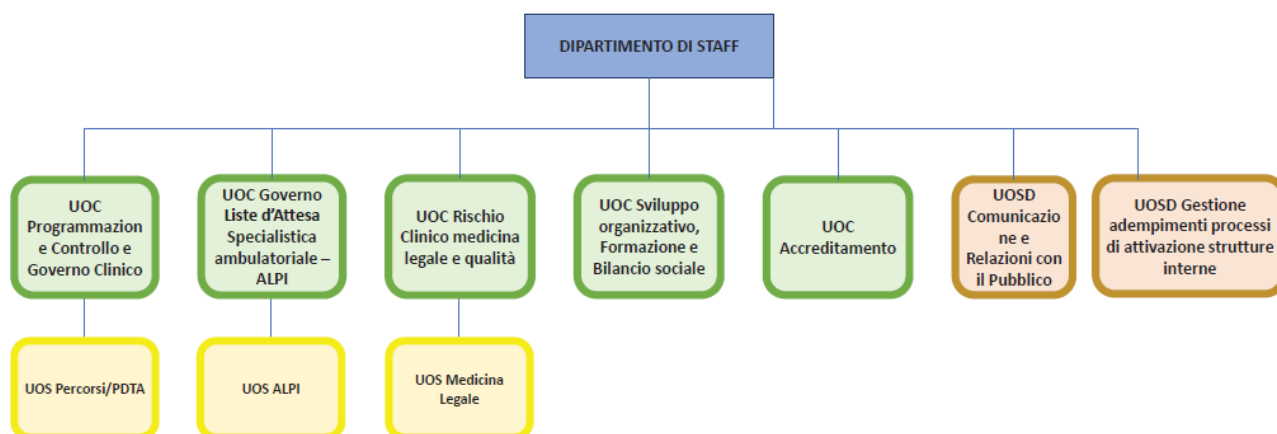 DIPARTIMENTO DI STAFF
UOC
Programmazion
e Controllo e
Governo Clinico
UOC Governo
Liste d'Attesa
Specialistica
ambulatoriale –
ALPI
UOC Rischio
Clinico medicina
legale e qualità
UOC Sviluppo
organizzativo,
Formazione e
Bilancio sociale
UOC
Accreditamento
UOSD
Comunicazio
ne e
Relazioni con
il Pubblico
UOSD Gestione
adempimenti processi
di attivazione strutture
interne
UOS Percorsi/PDTA
UOS ALPI
UOS Medicina
Legale